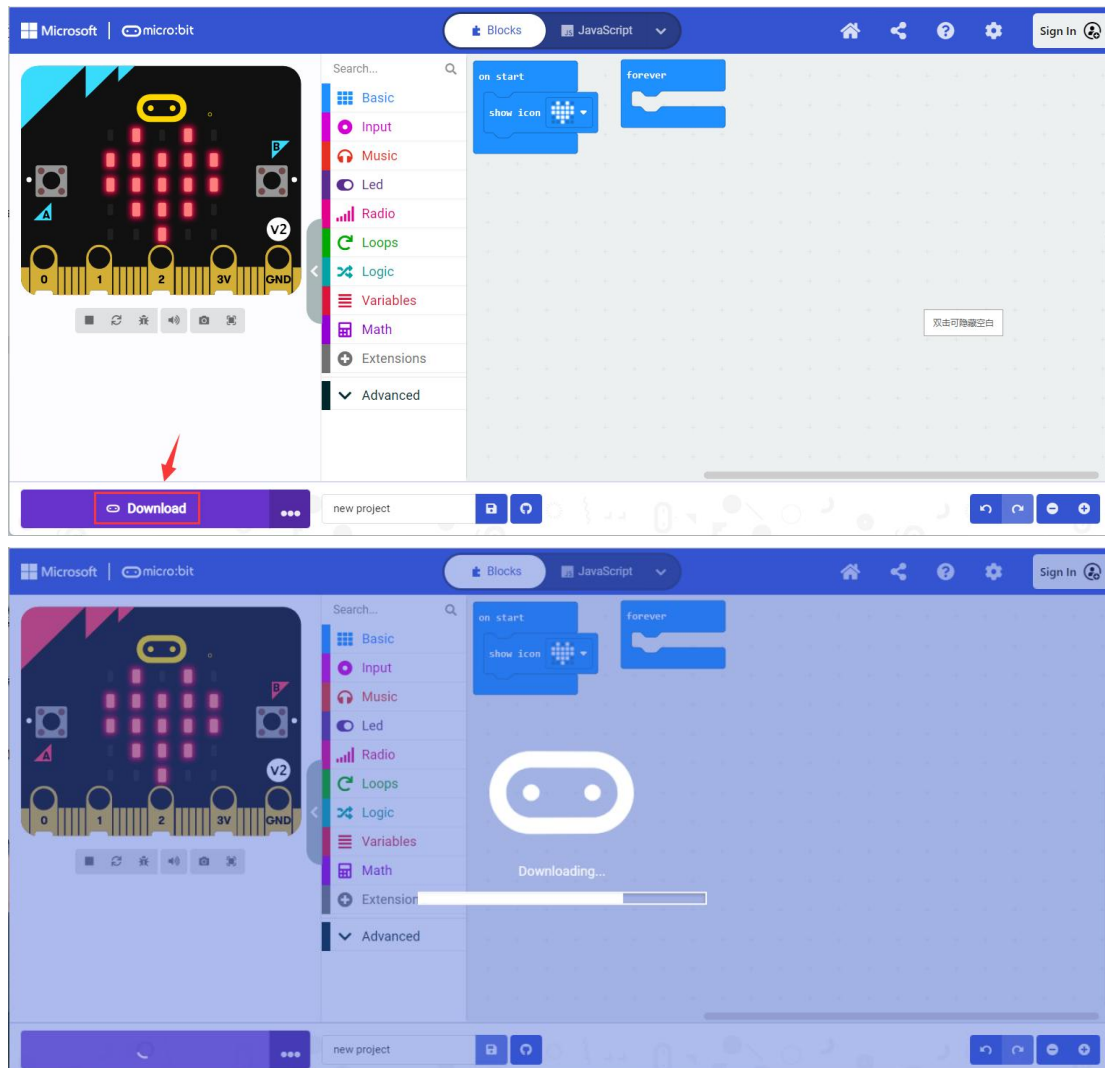 Microsoft | micro:bit
Blocks
JavaScript
Sign In
Search...
Basic
Input
Music
Led
Radio
Loops
Logic
Variables
Math
Extensions
Advanced
on start
show icon
forever
A
B
V2
0 1 2 3V GND
双击可隐藏空白
Download
new project
Microsoft | micro:bit
Blocks
JavaScript
Sign In
Search...
Basic
Input
Music
Led
Radio
Loops
Logic
Variables
Math
Extension
Advanced
on start
show icon
forever
A
B
V2
0 1 2 3V GND
Downloading...
new project